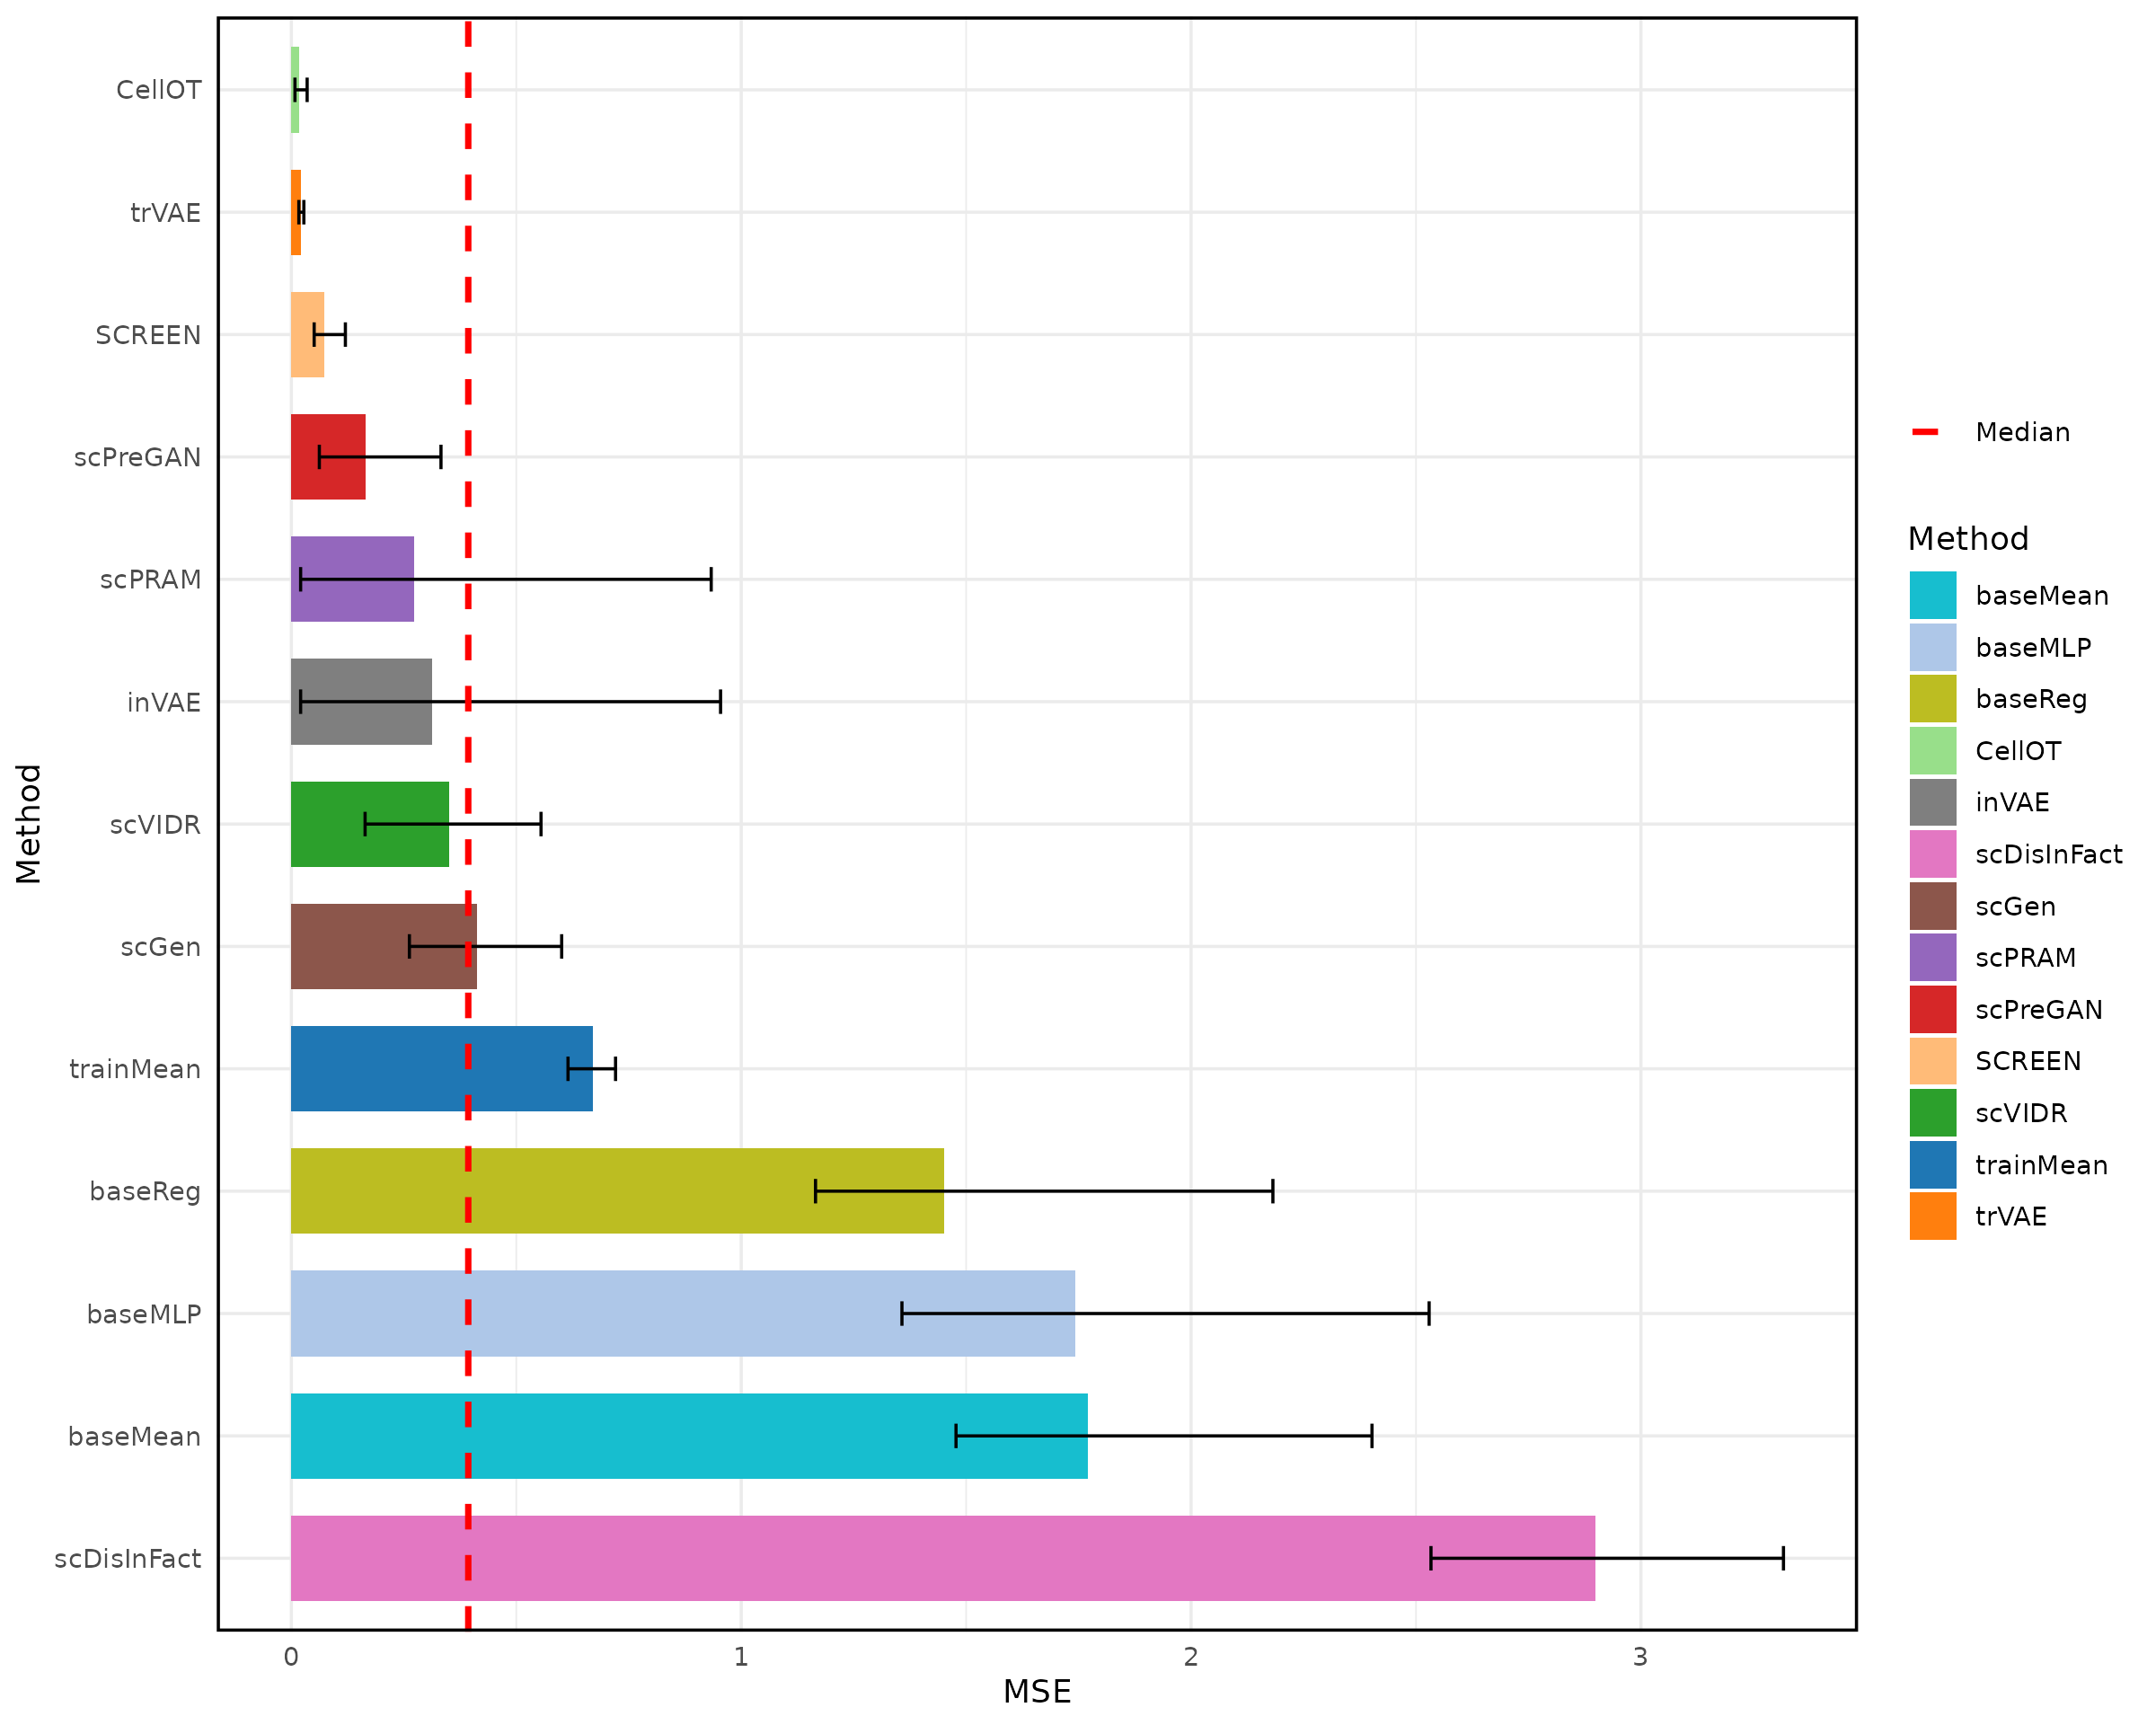 CellOT
trVAE
SCREEN
scPreGAN
scPRAM
inVAE
scVIDR
scGen
trainMean
baseReg
baseMLP
baseMean
scDisInFact
Method
0 1 2 3
MSE
Median
Method
baseMean
baseMLP
baseReg
CellOT
inVAE
scDisInFact
scGen
scPRAM
scPreGAN
SCREEN
scVIDR
trainMean
trVAE